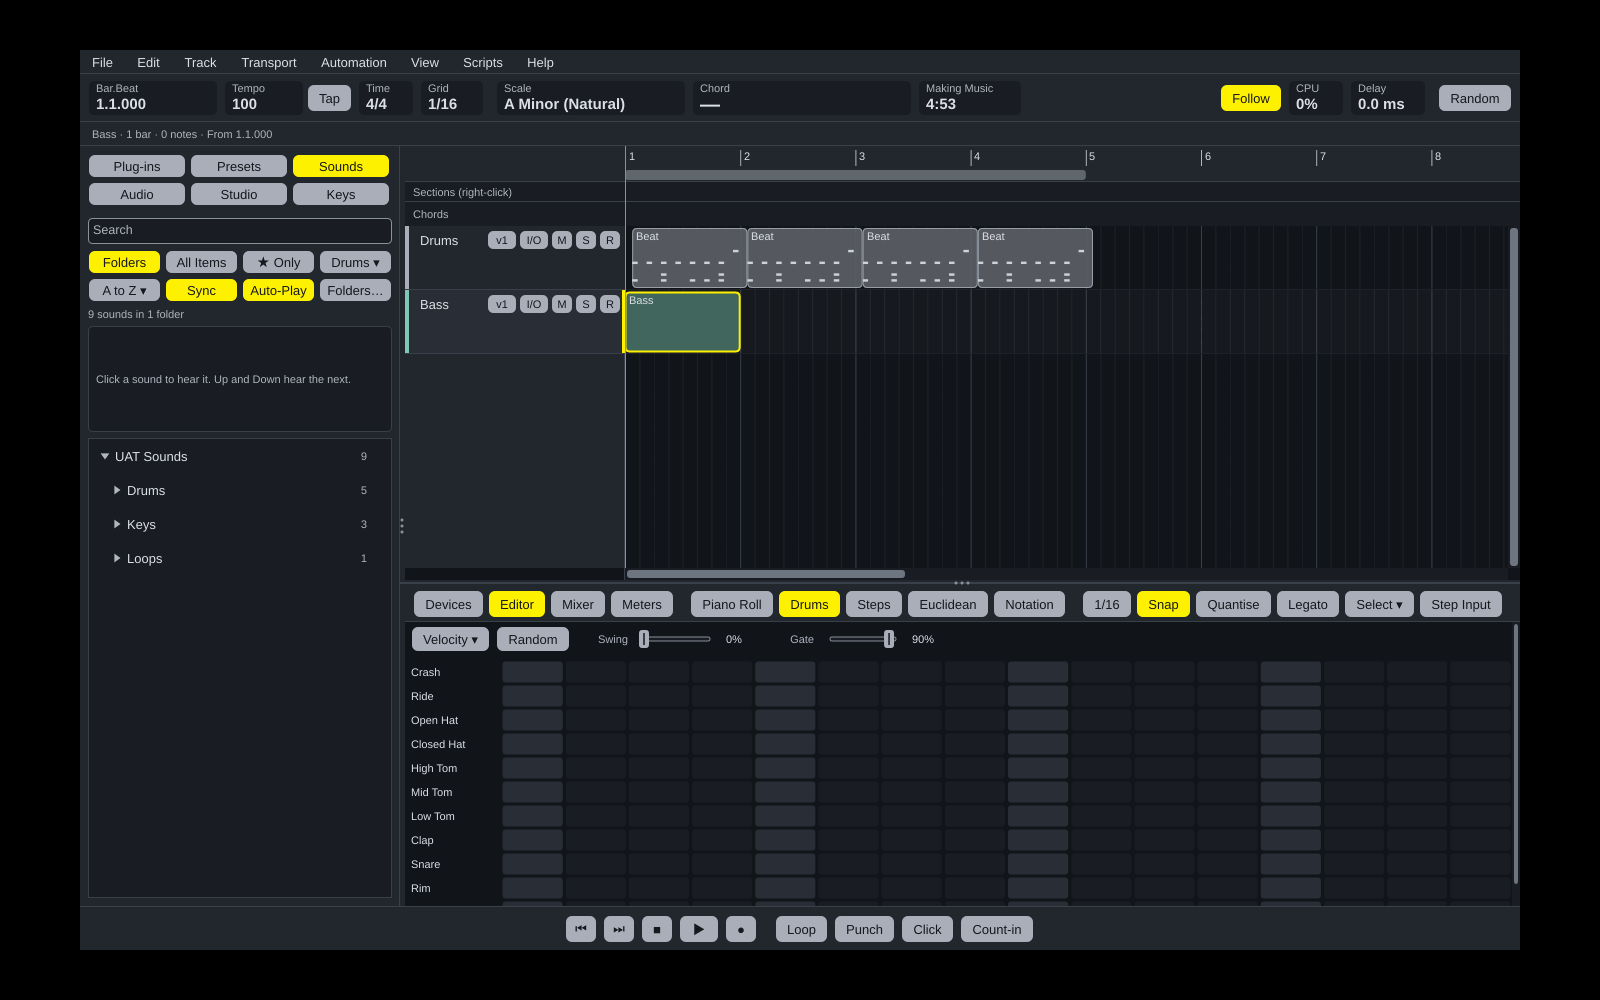 File Edit Track Transport Automation View Scripts Help
Bar.Beat Tempo Time Grid Scale Chord Making Music CPU Delay
1.1.000 100 Tap 4/4 1/16 A Minor (Natural) — 4:53 Follow 0% 0.0 ms Random
Bass · 1 bar · 0 notes · From 1.1.000
Plug-ins Presets Sounds
Audio Studio Keys
Search
Folders All Items ★ Only Drums ▾
A to Z ▾ Sync Auto-Play Folders…
9 sounds in 1 folder
Click a sound to hear it. Up and Down hear the next.
UAT Sounds 9
Drums 5
Keys 3
Loops 1
1 2 3 4 5 6 7 8
Sections (right-click)
Chords
Drums v1 I/O M S R Beat Beat Beat Beat
Bass v1 I/O M S R Bass
Devices Editor Mixer Meters Piano Roll Drums Steps Euclidean Notation 1/16 Snap Quantise Legato Select ▾ Step Input
Velocity ▾ Random Swing 0% Gate 90%
Crash
Ride
Open Hat
Closed Hat
High Tom
Mid Tom
Low Tom
Clap
Snare
Rim
Loop Punch Click Count-in